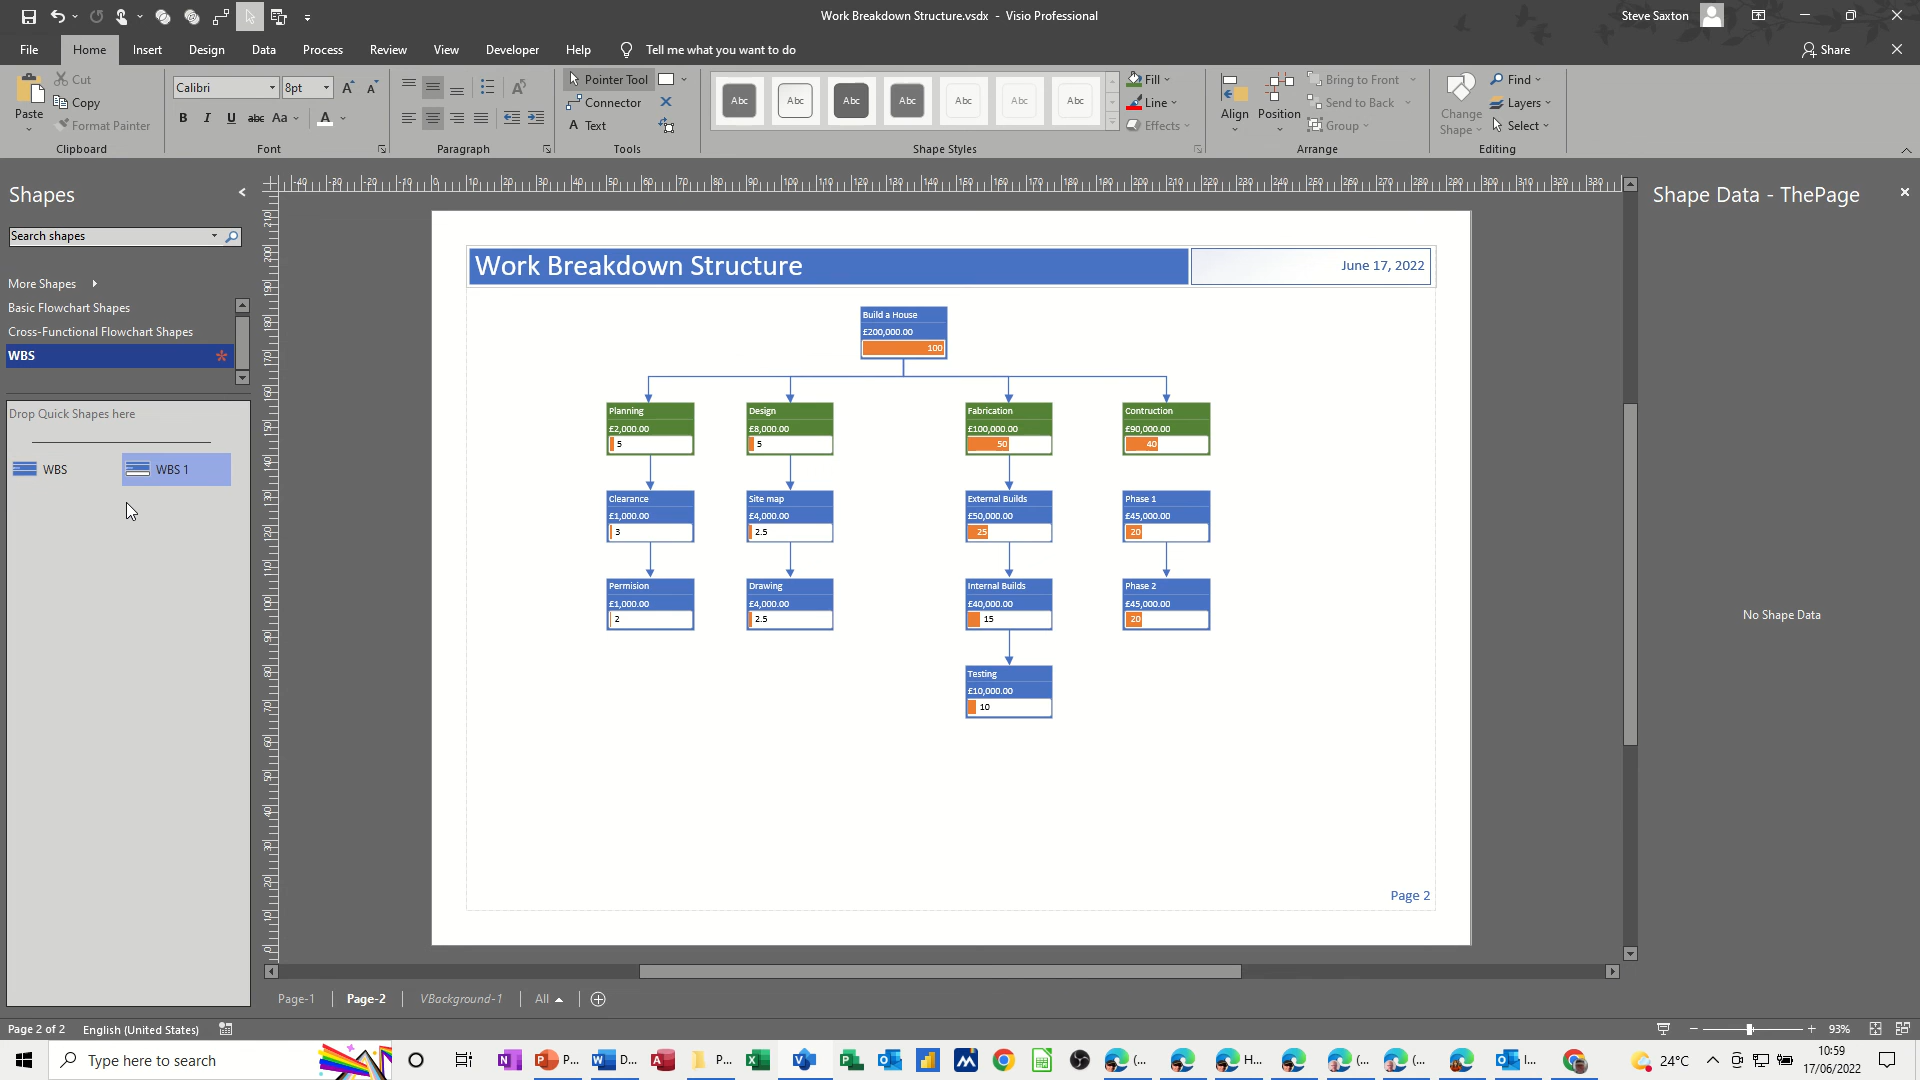 Work Breakdown Structure.vsdx - Visio Professional
Steve Saxton
File Home Insert Design Data Process Review View Developer Help Tell me what you want to do
Share
Paste
Cut
Copy
Format Painter
Clipboard
Calibri 8pt
B I U abc Aa A
Font
Paragraph
Pointer Tool
Connector
A Text
Tools
Abc Abc Abc Abc Abc Abc Abc
Shape Styles
Fill
Line
Effects
Align
Position
Bring to Front
Send to Back
Group
Arrange
Change Shape
Find
Layers
Select
Editing
Shapes
Search shapes
More Shapes
Basic Flowchart Shapes
Cross-Functional Flowchart Shapes
WBS
Drop Quick Shapes here
WBS WBS 1
Work Breakdown Structure
June 17, 2022
Build a House
£200,000.00
100
Planning
£2,000.00
5
Design
£8,000.00
5
Fabrication
£100,000.00
50
Contruction
£90,000.00
40
Clearance
£1,000.00
3
Site map
£4,000.00
2.5
External Builds
£50,000.00
25
Phase 1
£45,000.00
20
Permision
£1,000.00
2
Drawing
£4,000.00
2.5
Internal Builds
£40,000.00
15
Phase 2
£45,000.00
20
Testing
£10,000.00
10
Page 2
Shape Data - ThePage
No Shape Data
Page-1 Page-2 VBackground-1 All
Page 2 of 2 English (United States)
93%
Type here to search
P... D... P... (... H... (... (... I...
24°C
10:59
17/06/2022